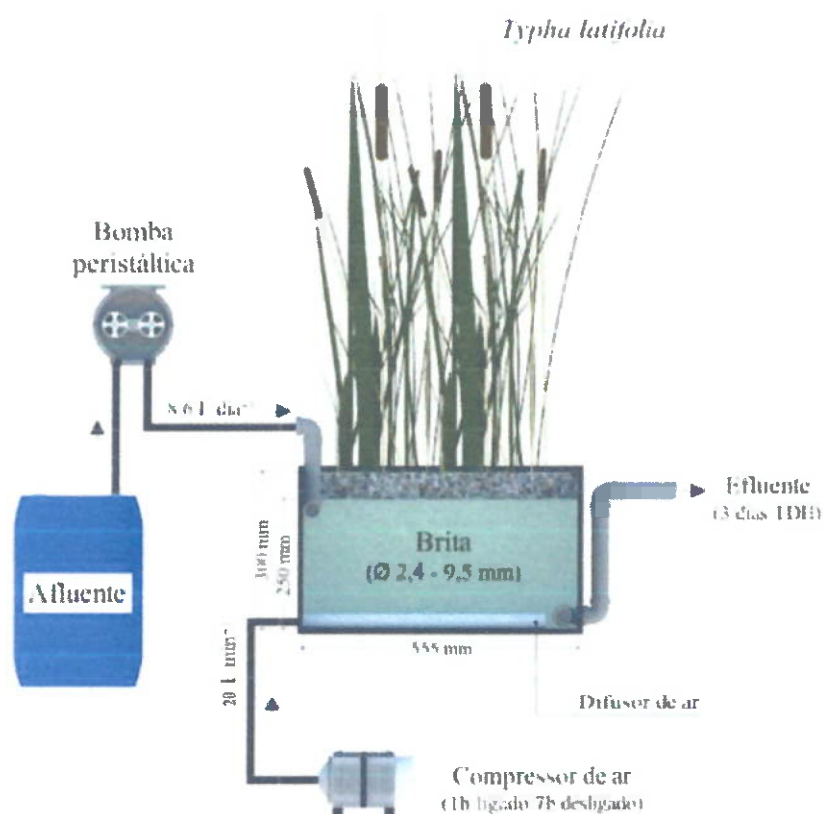 Typha latifolia
Bomba
peristáltica
8,6 L dia⁻¹
Efluente
(3 dias TDH)
Brita
(Ø 2,4 - 9,5 mm)
300 mm
250 mm
Afluente
555 mm
20 L min⁻¹
Difusor de ar
Compressor de ar
(1h ligado 7h desligado)